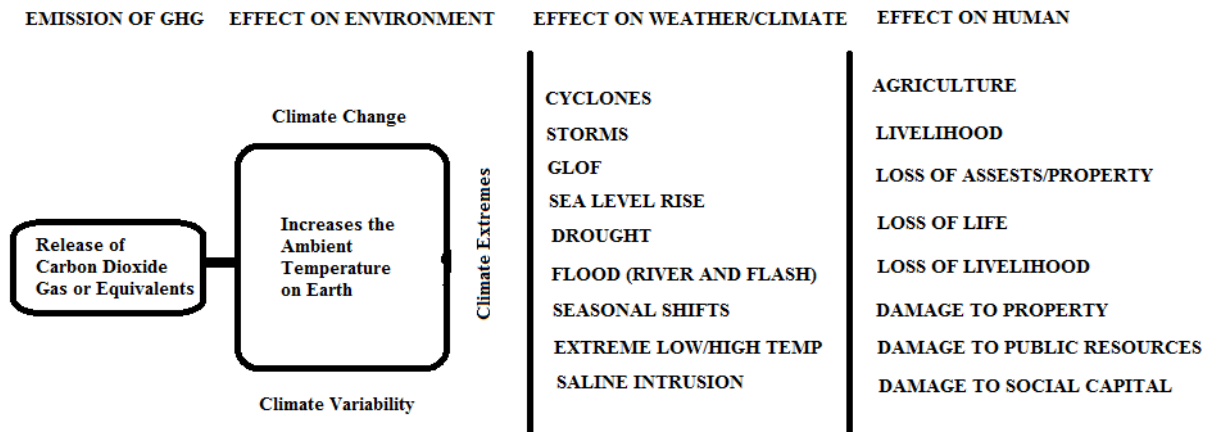 EMISSION OF GHG
EFFECT ON ENVIRONMENT
EFFECT ON WEATHER/CLIMATE
EFFECT ON HUMAN
Release of
Carbon Dioxide
Gas or Equivalents
Climate Change
Increases the
Ambient
Temperature
on Earth
Climate Variability
Climate Extremes
CYCLONES
STORMS
GLOF
SEA LEVEL RISE
DROUGHT
FLOOD (RIVER AND FLASH)
SEASONAL SHIFTS
EXTREME LOW/HIGH TEMP
SALINE INTRUSION
AGRICULTURE
LIVELIHOOD
LOSS OF ASSESTS/PROPERTY
LOSS OF LIFE
LOSS OF LIVELIHOOD
DAMAGE TO PROPERTY
DAMAGE TO PUBLIC RESOURCES
DAMAGE TO SOCIAL CAPITAL